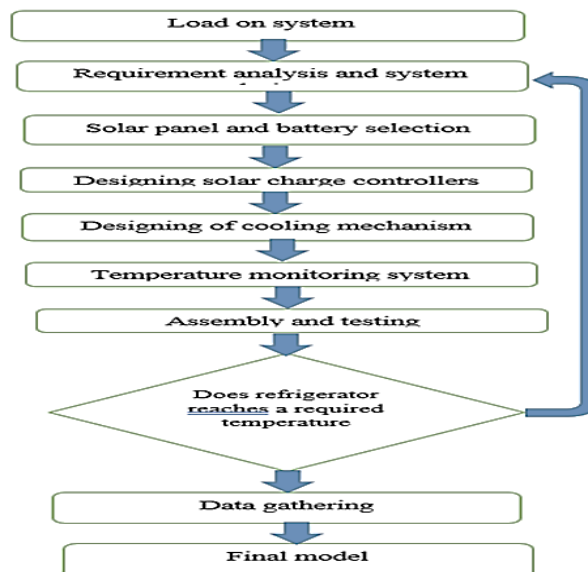 Load on system
Requirement analysis and system
Solar panel and battery selection
Designing solar charge controllers
Designing of cooling mechanism
Temperature monitoring system
Assembly and testing
Does refrigerator
reaches a required
temperature
Data gathering
Final model